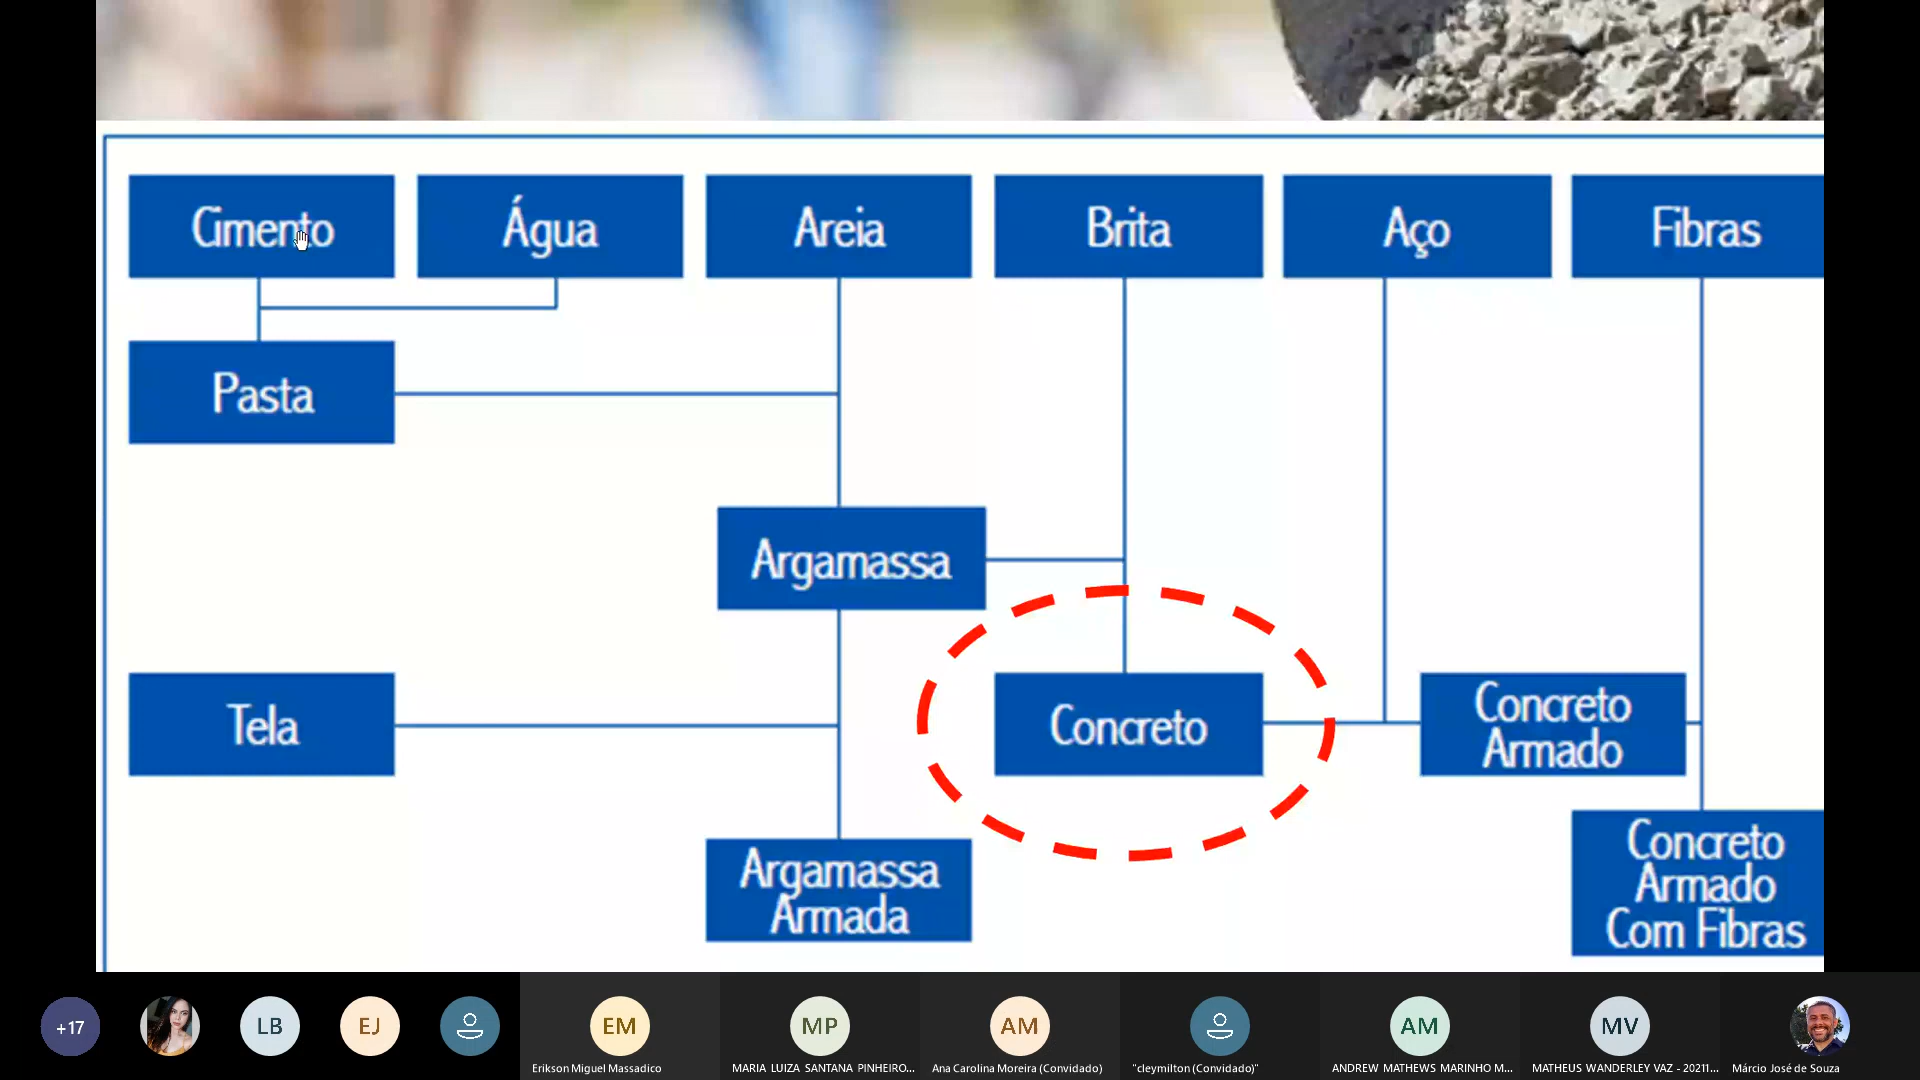 Cimento
Água
Areia
Brita
Aço
Fibras
Pasta
Argamassa
Tela
Concreto
Concreto
Armado
Argamassa
Armada
Concreto
Armado
Com Fibras
+17
LB
EJ
EM
MP
AM
AM
MV
Erikson Miguel Massadico
MARIA LUIZA SANTANA PINHEIRO...
Ana Carolina Moreira (Convidado)
"cleymilton (Convidado)"
ANDREW MATHEWS MARINHO M...
MATHEUS WANDERLEY VAZ - 20211...
Márcio José de Souza